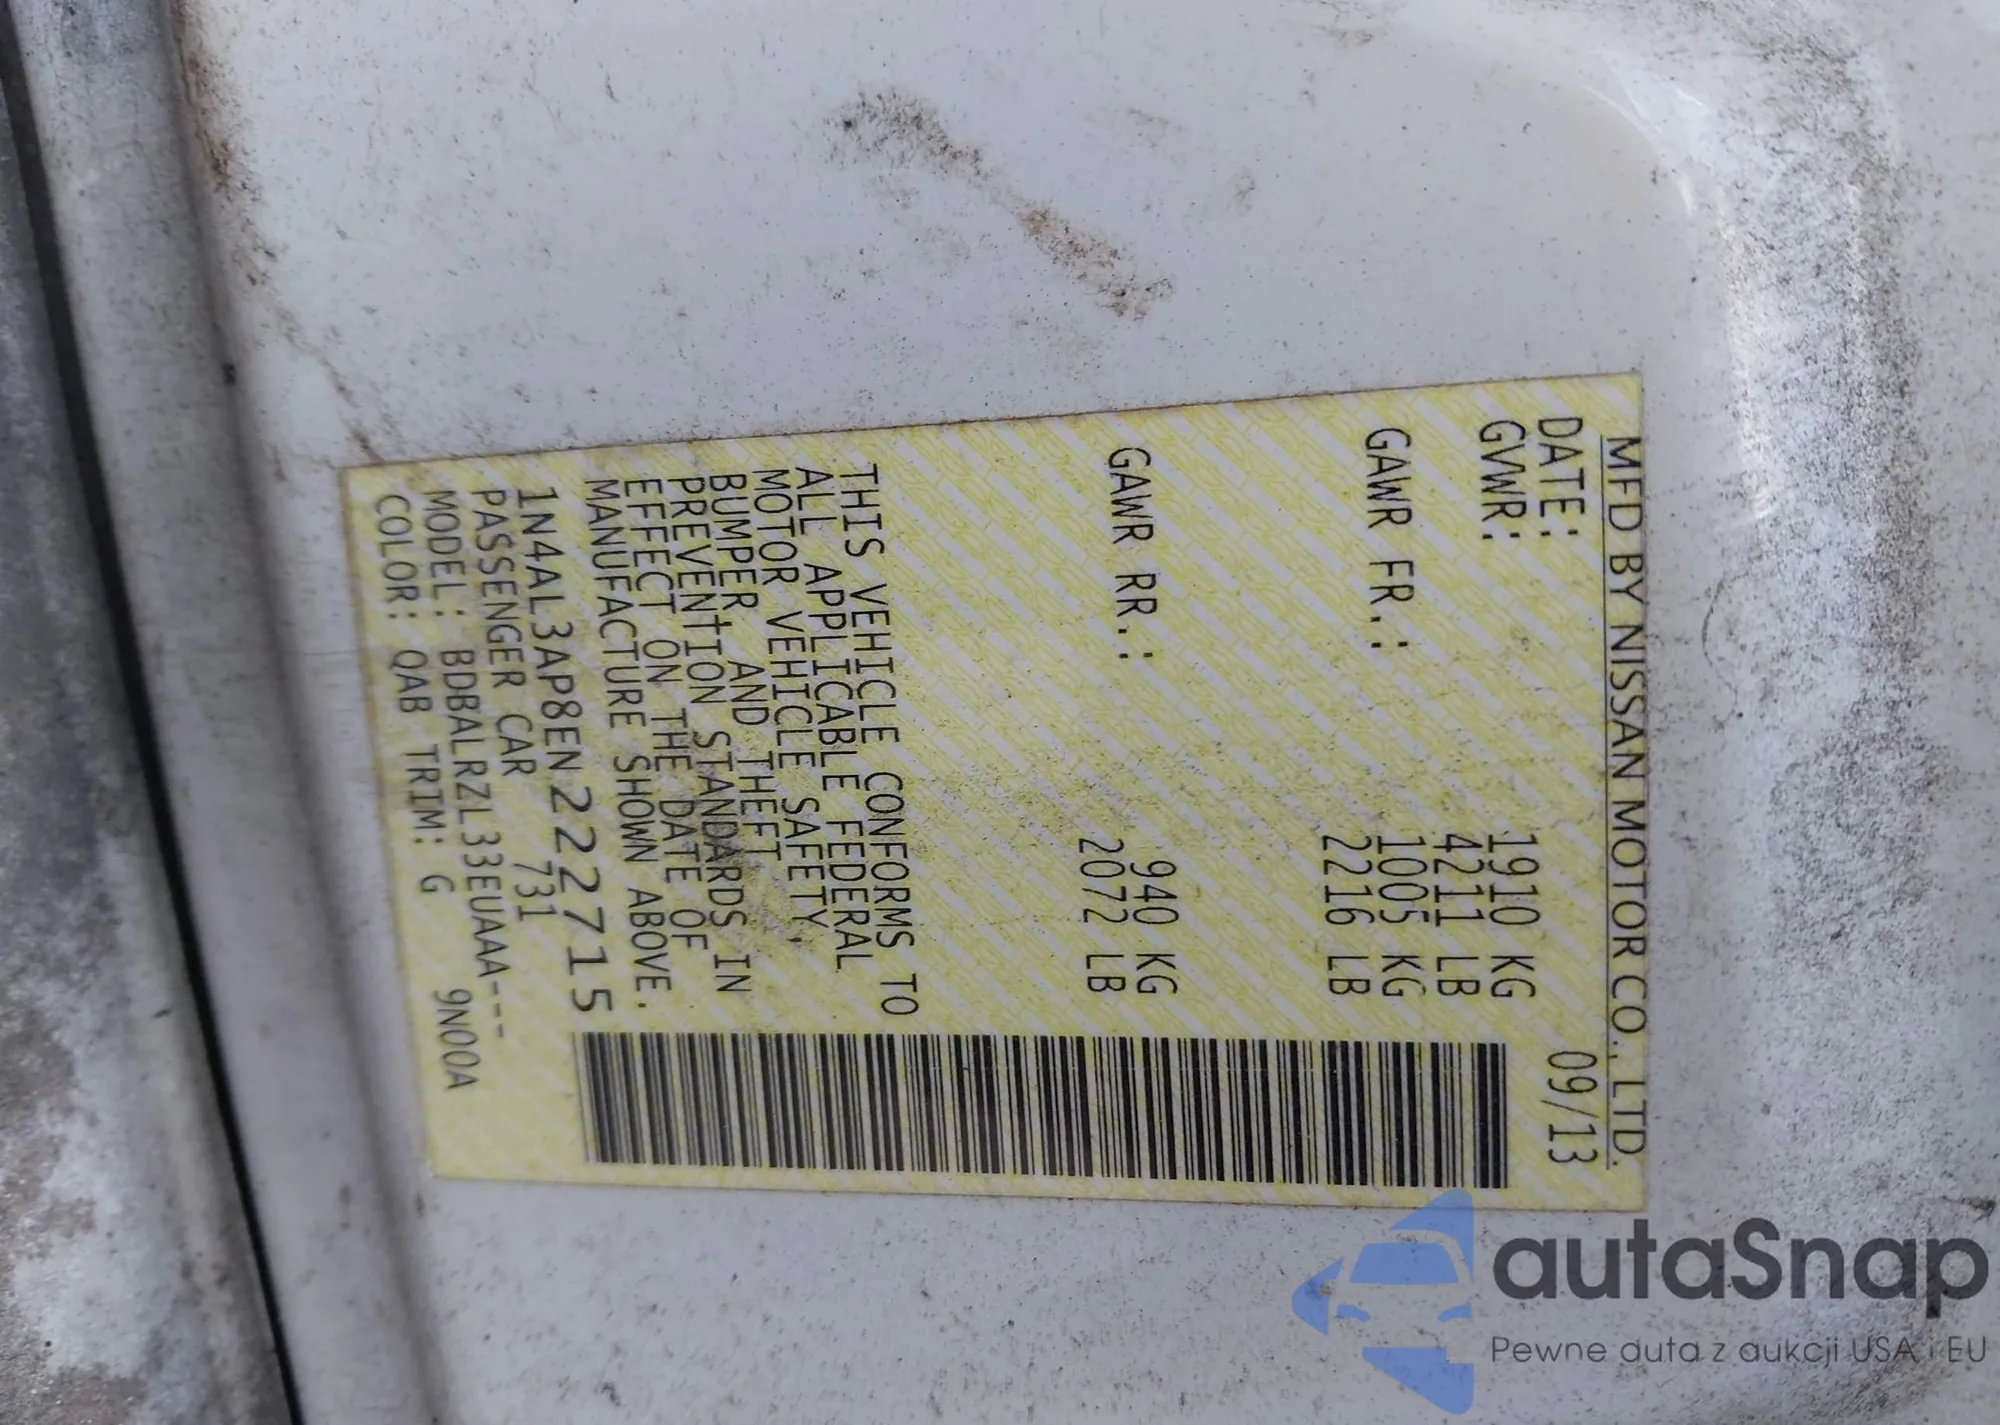 MFD BY NISSAN MOTOR CO., LTD.
DATE: 09/13
GVWR: 1910 KG
4211 LB
GAWR FR.: 1005 KG
2216 LB
GAWR RR.: 940 KG
2072 LB
THIS VEHICLE CONFORMS TO
ALL APPLICABLE FEDERAL
MOTOR VEHICLE SAFETY,
BUMPER, AND THEFT
PREVENTION STANDARDS IN
EFFECT ON THE DATE OF
MANUFACTURE SHOWN ABOVE.
1N4AL3AP8EN222715
PASSENGER CAR 731
MODEL: BDBALRZL33EUAAA---
COLOR: QAB TRIM: G 9N00A
autaSnap
Pewne auta z aukcji USA i EU